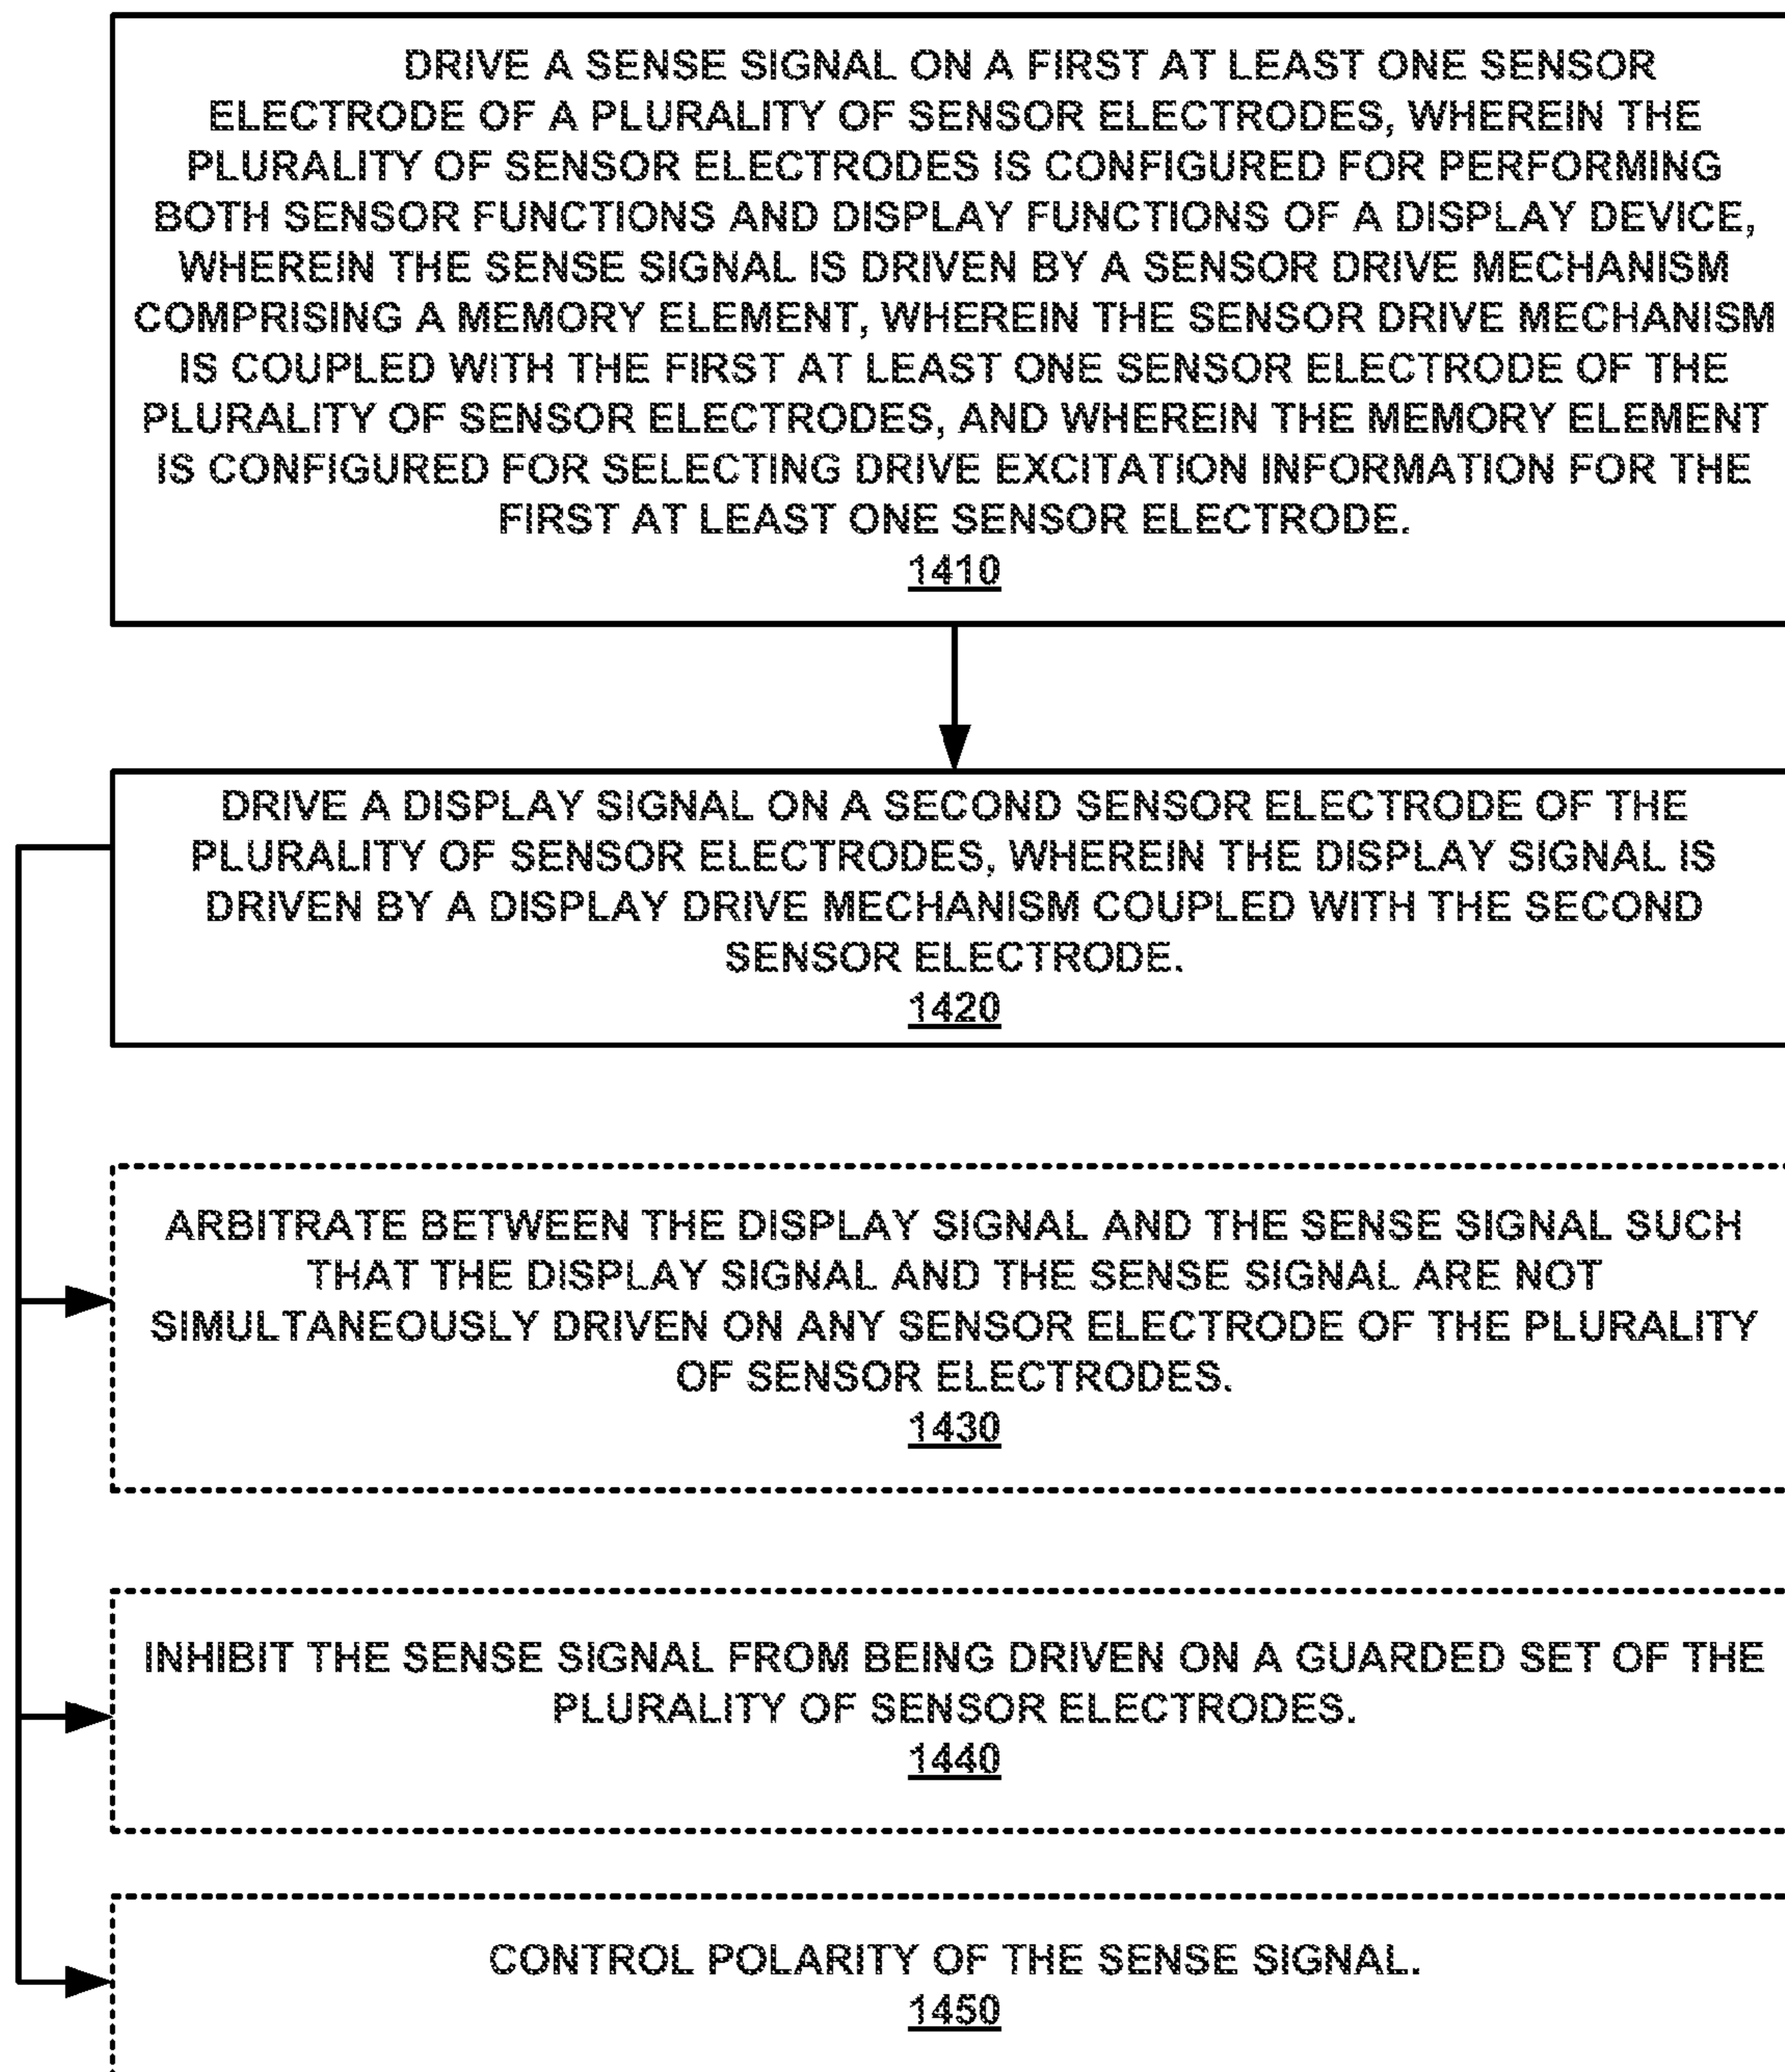 DRIVE A SENSE SIGNAL ON A FIRST AT LEAST ONE SENSOR
ELECTRODE OF A PLURALITY OF SENSOR ELECTRODES, WHEREIN THE
PLURALITY OF SENSOR ELECTRODES IS CONFIGURED FOR PERFORMING
BOTH SENSOR FUNCTIONS AND DISPLAY FUNCTIONS OF A DISPLAY DEVICE,
WHEREIN THE SENSE SIGNAL IS DRIVEN BY A SENSOR DRIVE MECHANISM
COMPRISING A MEMORY ELEMENT, WHEREIN THE SENSOR DRIVE MECHANISM
IS COUPLED WITH THE FIRST AT LEAST ONE SENSOR ELECTRODE OF THE
PLURALITY OF SENSOR ELECTRODES, AND WHEREIN THE MEMORY ELEMENT
IS CONFIGURED FOR SELECTING DRIVE EXCITATION INFORMATION FOR THE
FIRST AT LEAST ONE SENSOR ELECTRODE.
1410
DRIVE A DISPLAY SIGNAL ON A SECOND SENSOR ELECTRODE OF THE
PLURALITY OF SENSOR ELECTRODES, WHEREIN THE DISPLAY SIGNAL IS
DRIVEN BY A DISPLAY DRIVE MECHANISM COUPLED WITH THE SECOND
SENSOR ELECTRODE.
1420
ARBITRATE BETWEEN THE DISPLAY SIGNAL AND THE SENSE SIGNAL SUCH
THAT THE DISPLAY SIGNAL AND THE SENSE SIGNAL ARE NOT
SIMULTANEOUSLY DRIVEN ON ANY SENSOR ELECTRODE OF THE PLURALITY
OF SENSOR ELECTRODES.
1430
INHIBIT THE SENSE SIGNAL FROM BEING DRIVEN ON A GUARDED SET OF THE
PLURALITY OF SENSOR ELECTRODES.
1440
CONTROL POLARITY OF THE SENSE SIGNAL.
1450